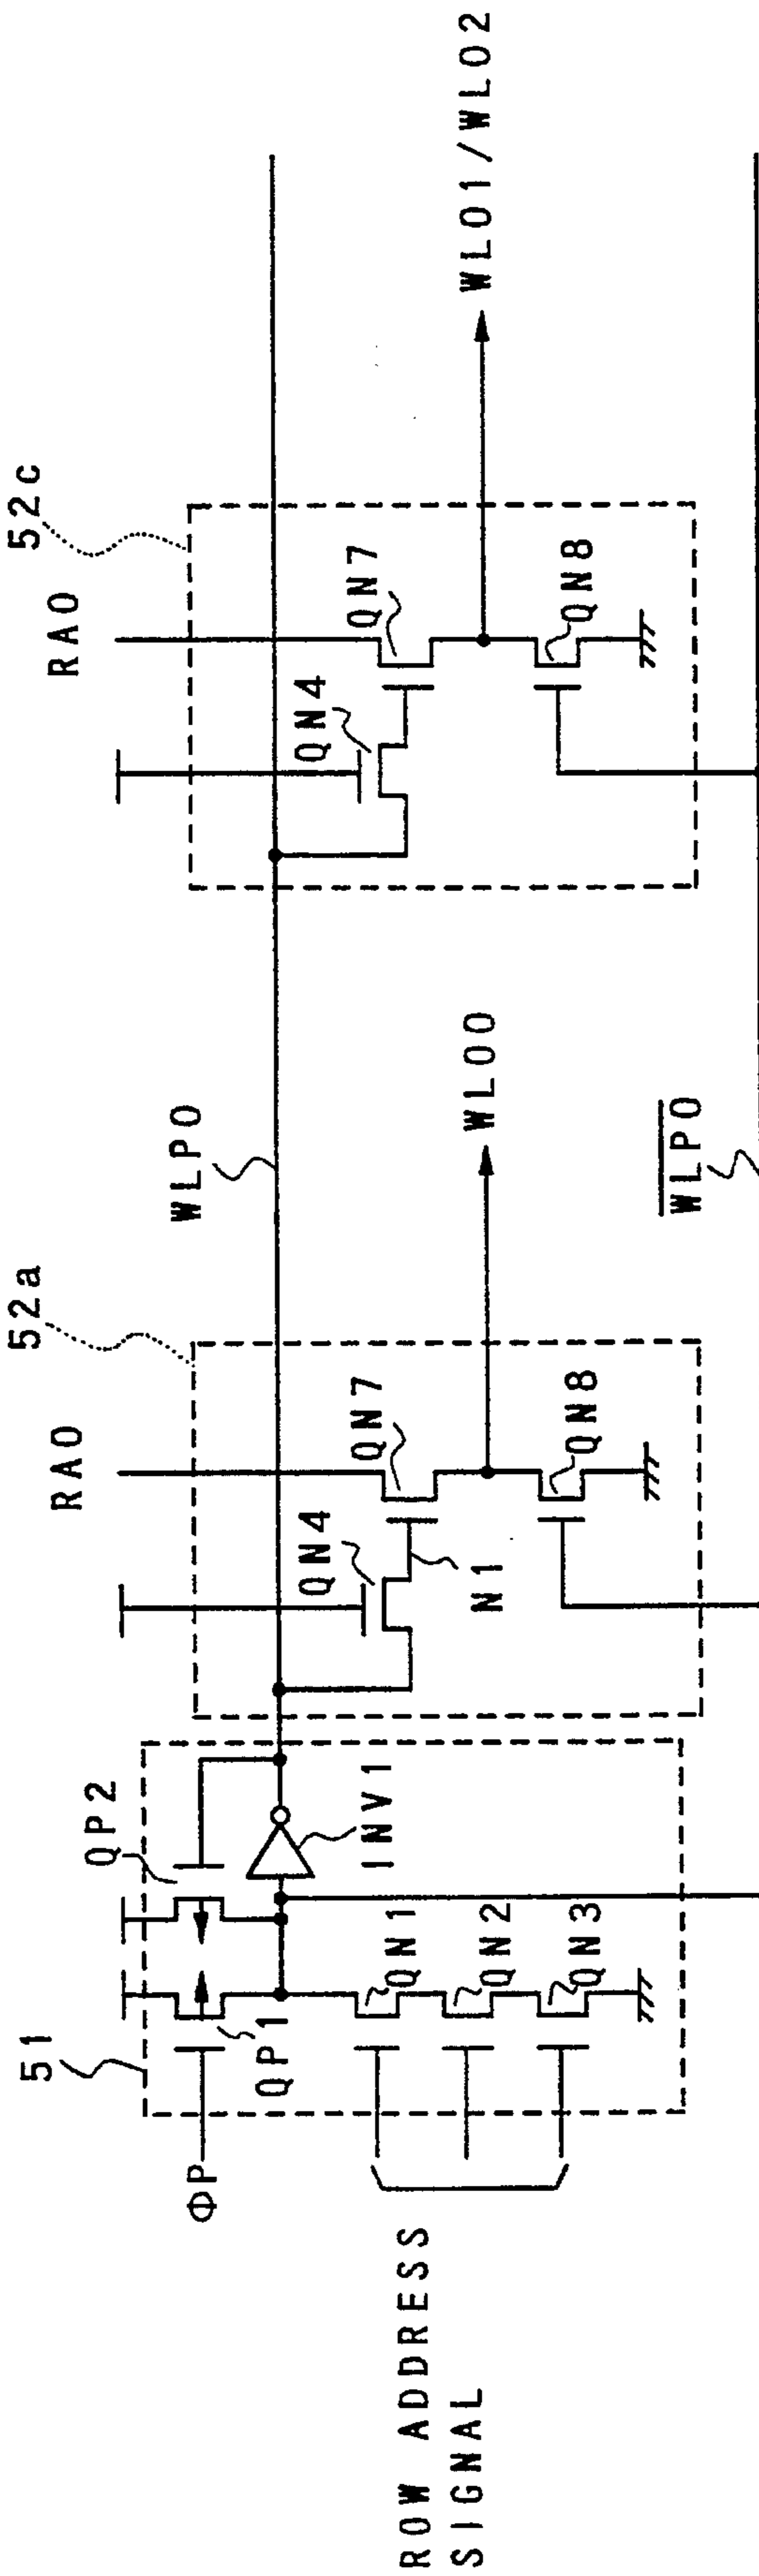 ROW ADDRESS
SIGNAL
ΦP
51
QP1
QP2
QN1
QN2
QN3
INV1
52a
RA0
QN4
N1
QN7
QN8
WL00
WLP0
WLP0
52c
RA0
QN4
QN7
QN8
WL01/WL02